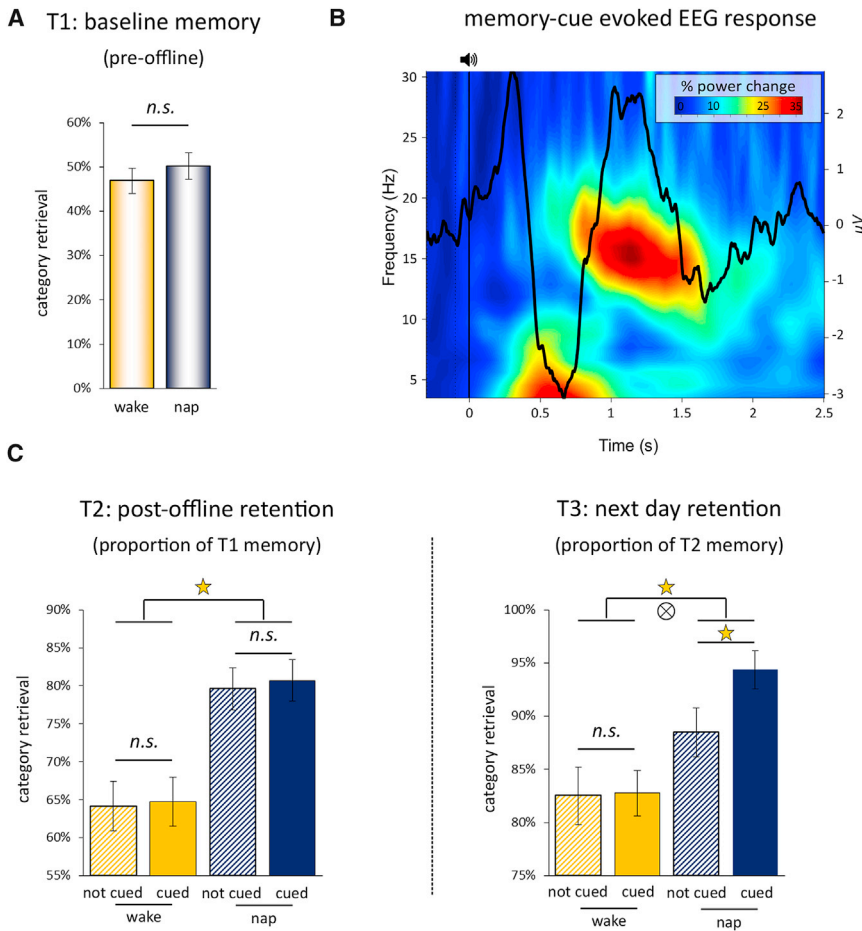 A
T1: baseline memory
(pre-offline)
n.s.
60%
50%
40%
30%
20%
10%
0%
category retrieval
wake nap
B
memory-cue evoked EEG response
% power change
0 10 25 35
30
25
20
15
10
5
Frequency (Hz)
2
1
0
-1
-2
-3
µV
0 0.5 1 1.5 2 2.5
Time (s)
C
T2: post-offline retention
(proportion of T1 memory)
90%
85%
80%
75%
70%
65%
60%
55%
category retrieval
n.s.
n.s.
not cued cued not cued cued
wake nap
T3: next day retention
(proportion of T2 memory)
100%
95%
90%
85%
80%
75%
category retrieval
n.s.
not cued cued not cued cued
wake nap